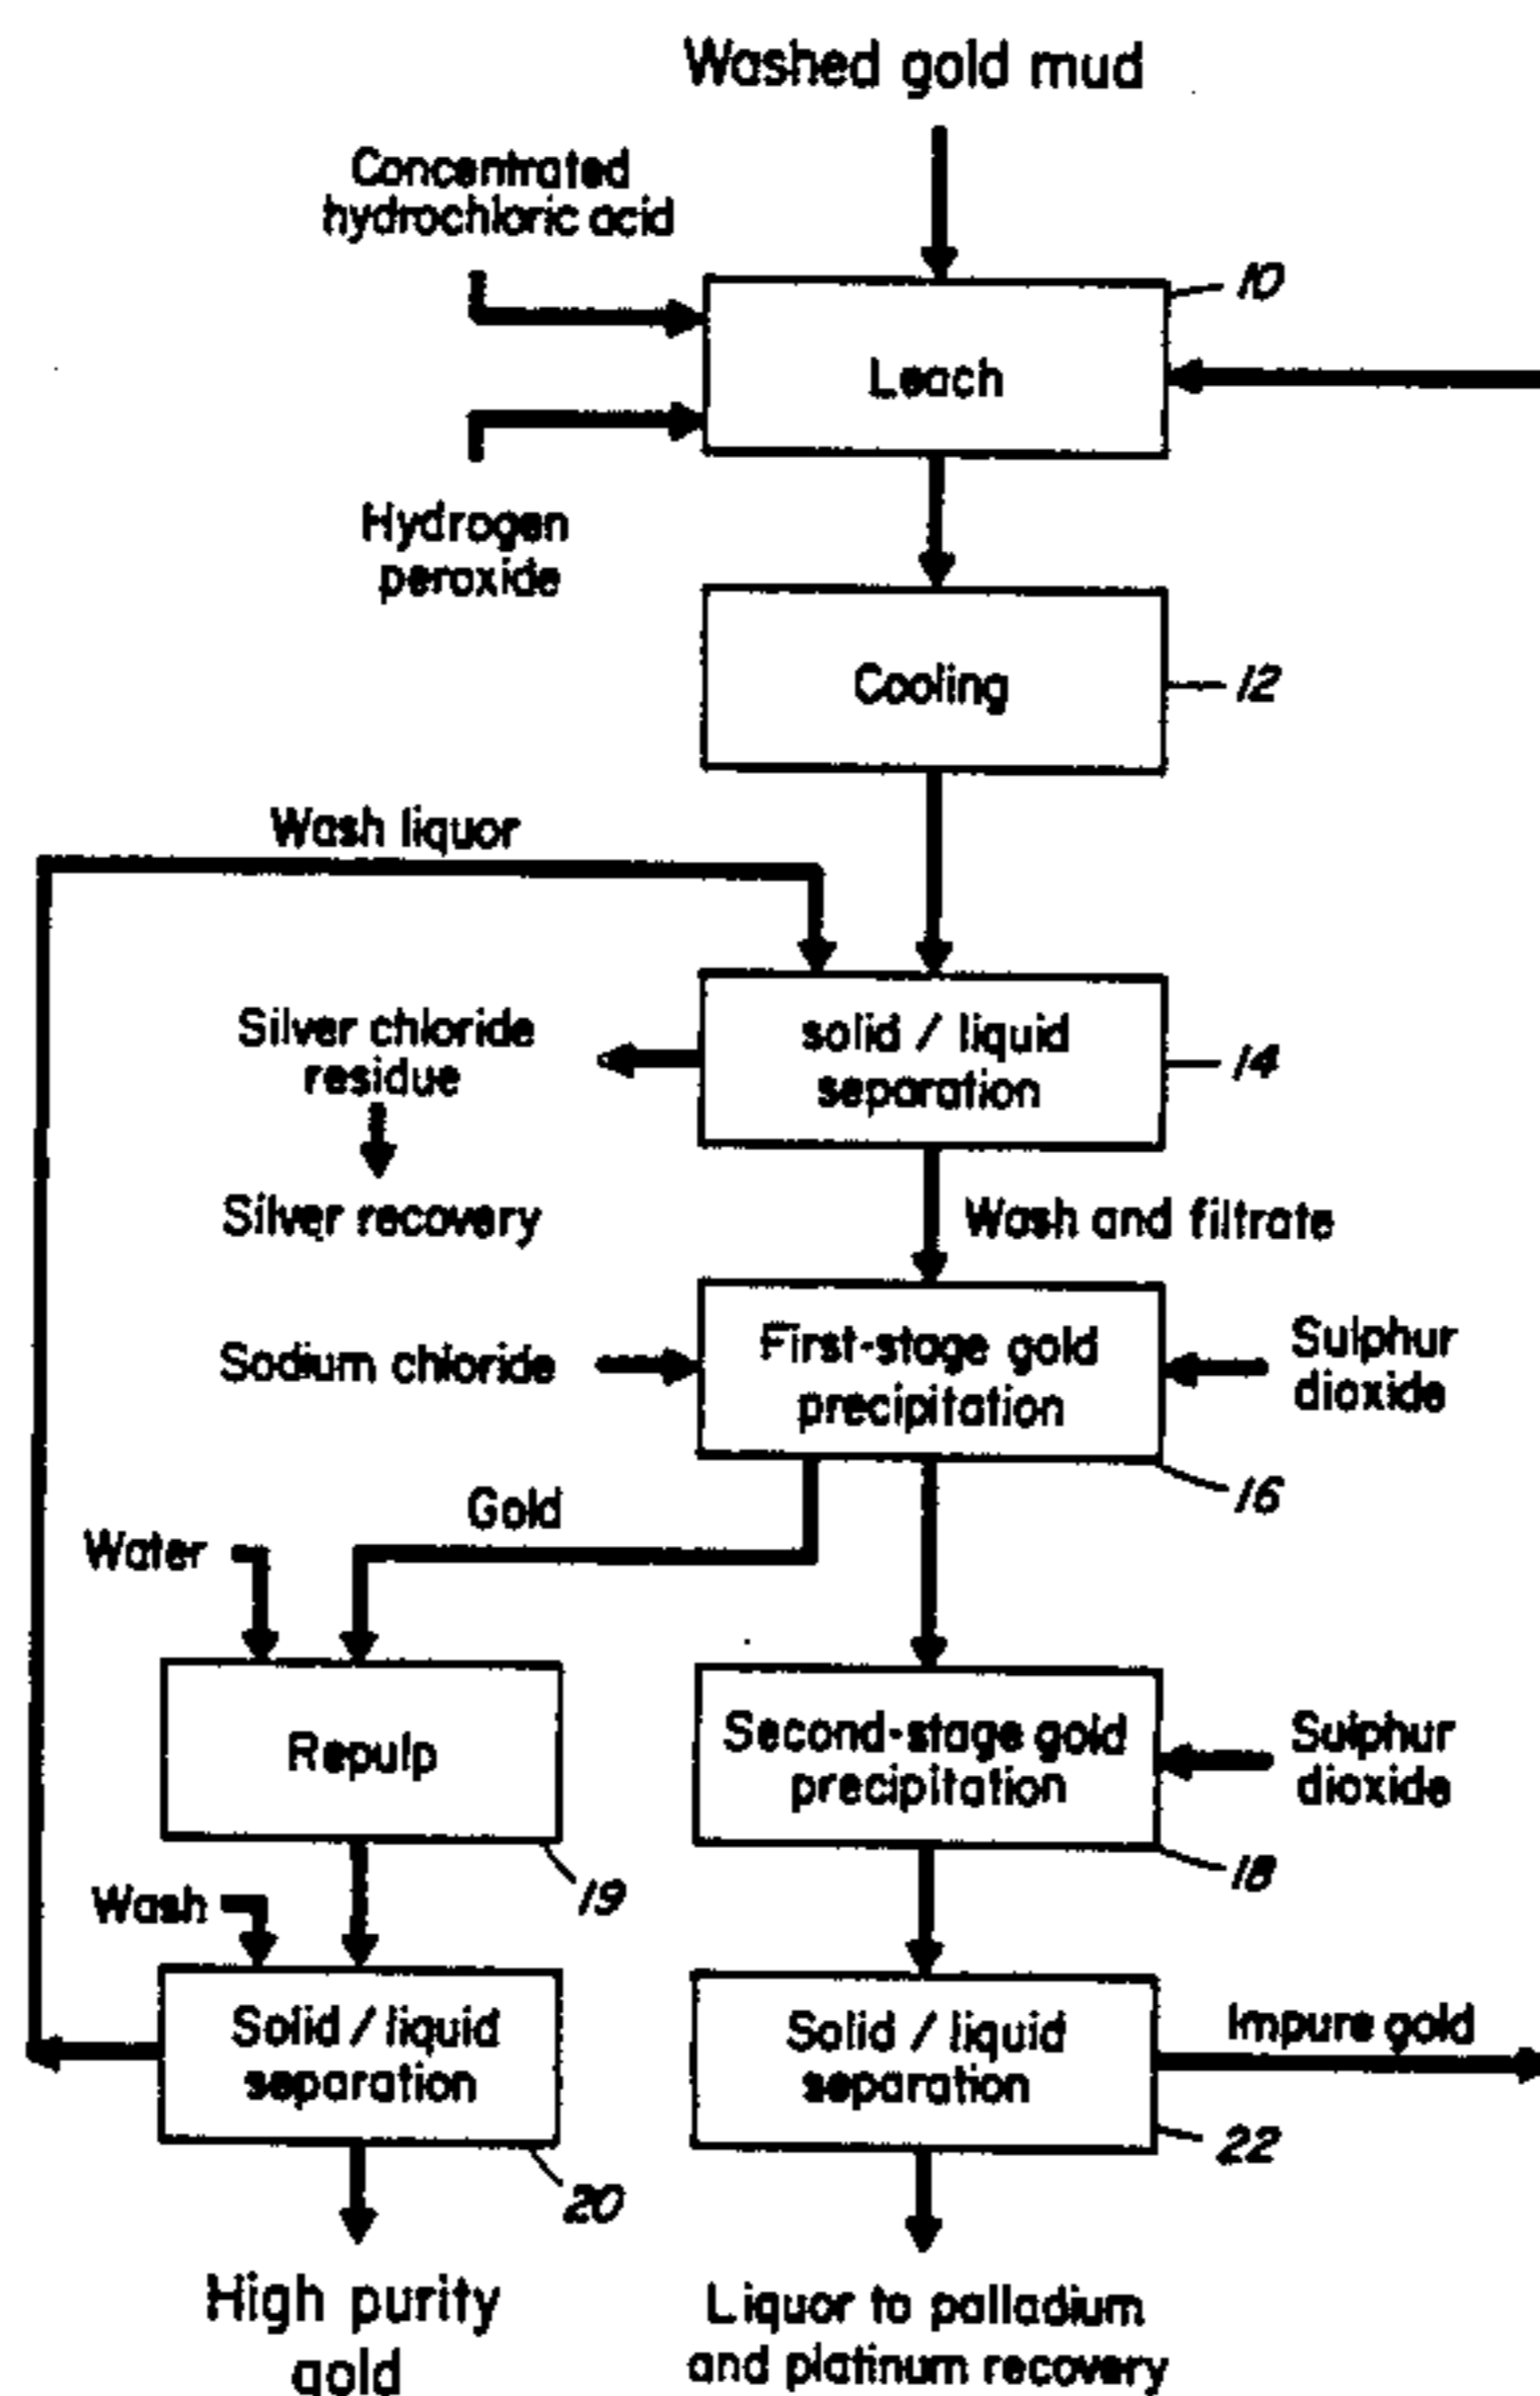 Washed gold mud
Concentrated
hydrochloric acid
10
Leach
Hydrogen
peroxide
Cooling
12
Wash liquor
Silver chloride
residue
solid / liquid
separation
14
Silver recovery
Wash and filtrate
Sodium chloride
First-stage gold
precipitation
Sulphur
dioxide
16
Gold
Water
Repulp
19
Second-stage gold
precipitation
Sulphur
dioxide
18
Wash
Solid / liquid
separation
20
Solid / liquid
separation
Impure gold
22
High purity
gold
Liquor to palladium
and platinum recovery